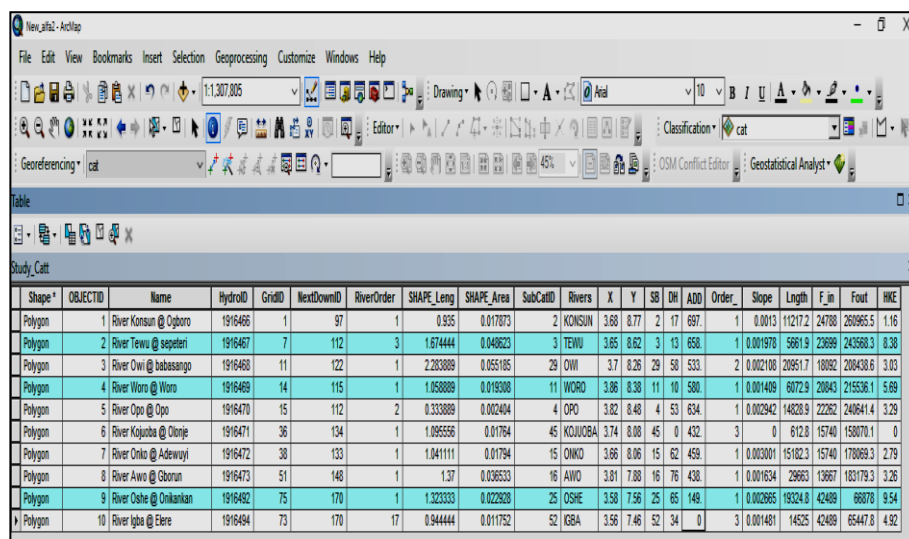 New_alfa2 - ArcMap
File Edit View Bookmarks Insert Selection Geoprocessing Customize Windows Help
1:1,307,805 Drawing A Arial 10 B I U A
Editor Classification cat
Georeferencing cat 45% OSM Conflict Editor Geostatistical Analyst
Table
Study_Catt
Shape * OBJECTID Name HydroID GridID NextDownID RiverOrder SHAPE_Leng SHAPE_Area SubCatID Rivers X Y SB DH ADD Order_ Slope Lngth F_in Fout HKE
Polygon 1 River Konsun @ Ogboro 1916466 1 97 1 0.935 0.017873 2 KONSUN 3.68 8.77 2 17 697. 1 0.0013 11217.2 24788 260965.5 1.16
Polygon 2 River Tewu @ sepeteri 1916467 7 112 3 1.674444 0.048623 3 TEWU 3.65 8.62 3 13 658. 1 0.001978 5661.9 23699 243568.3 8.38
Polygon 3 River Owi @ babasango 1916468 11 122 1 2.283889 0.055185 29 OWI 3.7 8.26 29 58 533. 2 0.002108 20951.7 18092 208438.6 3.03
Polygon 4 River Woro @ Woro 1916469 14 115 1 1.058889 0.019308 11 WORO 3.86 8.38 11 10 580. 1 0.001409 6072.9 20843 215536.1 5.69
Polygon 5 River Opo @ Opo 1916470 15 112 2 0.333889 0.002404 4 OPO 3.82 8.48 4 53 634. 1 0.002942 14828.9 22262 240641.4 3.29
Polygon 6 River Kojuoba @ Olonje 1916471 36 134 1 1.095556 0.01764 45 KOJUOBA 3.74 8.08 45 0 432. 3 0 612.8 15740 158070.1 0
Polygon 7 River Onko @ Adewuyi 1916472 38 133 1 1.041111 0.01794 15 ONKO 3.66 8.06 15 62 459. 1 0.003001 15182.3 15740 178069.3 2.79
Polygon 8 River Awo @ Gborun 1916473 51 148 1 1.37 0.036533 16 AWO 3.81 7.88 16 76 438. 1 0.001634 29663 13667 183179.3 3.26
Polygon 9 River Oshe @ Onikankan 1916492 75 170 1 1.323333 0.022928 25 OSHE 3.58 7.56 25 65 149. 1 0.002665 19324.8 42489 66878 9.54
Polygon 10 River Igba @ Elere 1916494 73 170 17 0.944444 0.011752 52 IGBA 3.56 7.46 52 34 0 3 0.001481 14525 42489 65447.8 4.92